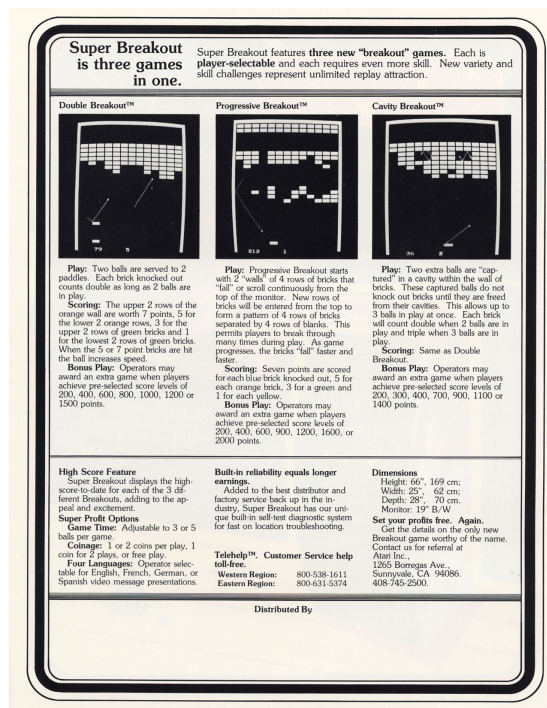 Super Breakout
is three games
in one.
Super Breakout features three new "breakout" games. Each is
player-selectable and each requires even more skill. New variety and
skill challenges represent unlimited replay attraction.
Double Breakout™
79 5
Play: Two balls are served to 2
paddles. Each brick knocked out
counts double as long as 2 balls are
in play.
Scoring: The upper 2 rows of the
orange wall are worth 7 points, 5 for
the lower 2 orange rows, 3 for the
upper 2 rows of green bricks and 1
for the lowest 2 rows of green bricks.
When the 5 or 7 point bricks are hit
the ball increases speed.
Bonus Play: Operators may
award an extra game when players
achieve pre-selected score levels of
200, 400, 600, 800, 1000, 1200 or
1500 points.
Progressive Breakout™
212 1
Play: Progressive Breakout starts
with 2 "walls" of 4 rows of bricks that
"fall" or scroll continuously from the
top of the monitor. New rows of
bricks will be entered from the top to
form a pattern of 4 rows of bricks
separated by 4 rows of blanks. This
permits players to break through
many times during play. As game
progresses, the bricks "fall" faster and
faster.
Scoring: Seven points are scored
for each blue brick knocked out, 5 for
each orange brick, 3 for a green and
1 for each yellow.
Bonus Play: Operators may
award an extra game when players
achieve pre-selected score levels of
200, 400, 600, 900, 1200, 1600, or
2000 points.
Cavity Breakout™
36 2
Play: Two extra balls are "cap-
tured" in a cavity within the wall of
bricks. These captured balls do not
knock out bricks until they are freed
from their cavities. This allows up to
3 balls in play at once. Each brick
will count double when 2 balls are in
play and triple when 3 balls are in
play.
Scoring: Same as Double
Breakout.
Bonus Play: Operators may
award an extra game when players
achieve pre-selected score levels of
200, 300, 400, 700, 900, 1100 or
1400 points.
High Score Feature
Super Breakout displays the high-
score-to-date for each of the 3 dif-
ferent Breakouts, adding to the ap-
peal and excitement.
Super Profit Options
Game Time: Adjustable to 3 or 5
balls per game.
Coinage: 1 or 2 coins per play, 1
coin for 2 plays, or free play.
Four Languages: Operator selec-
table for English, French, German, or
Spanish video message presentations.
Built-in reliability equals longer
earnings.
Added to the best distributor and
factory service back up in the in-
dustry, Super Breakout has our uni-
que built-in self-test diagnostic system
for fast on location troubleshooting.
Telehelp™. Customer Service help
toll-free.
Western Region: 800-538-1611
Eastern Region: 800-631-5374
Dimensions
Height: 66", 169 cm;
Width: 25", 62 cm;
Depth: 28", 70 cm.
Monitor: 19" B/W
Set your profits free. Again.
Get the details on the only new
Breakout game worthy of the name.
Contact us for referral at
Atari Inc.,
1265 Borregas Ave.,
Sunnyvale, CA 94086.
408-745-2500.
Distributed By